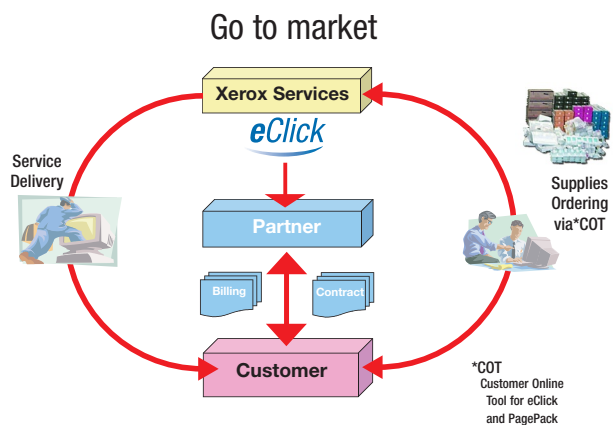 Go to market
Xerox Services
eClick
Service
Delivery
Supplies
Ordering
via*COT
Partner
Billing
Contract
Customer
*COT
Customer Online
Tool for eClick
and PagePack